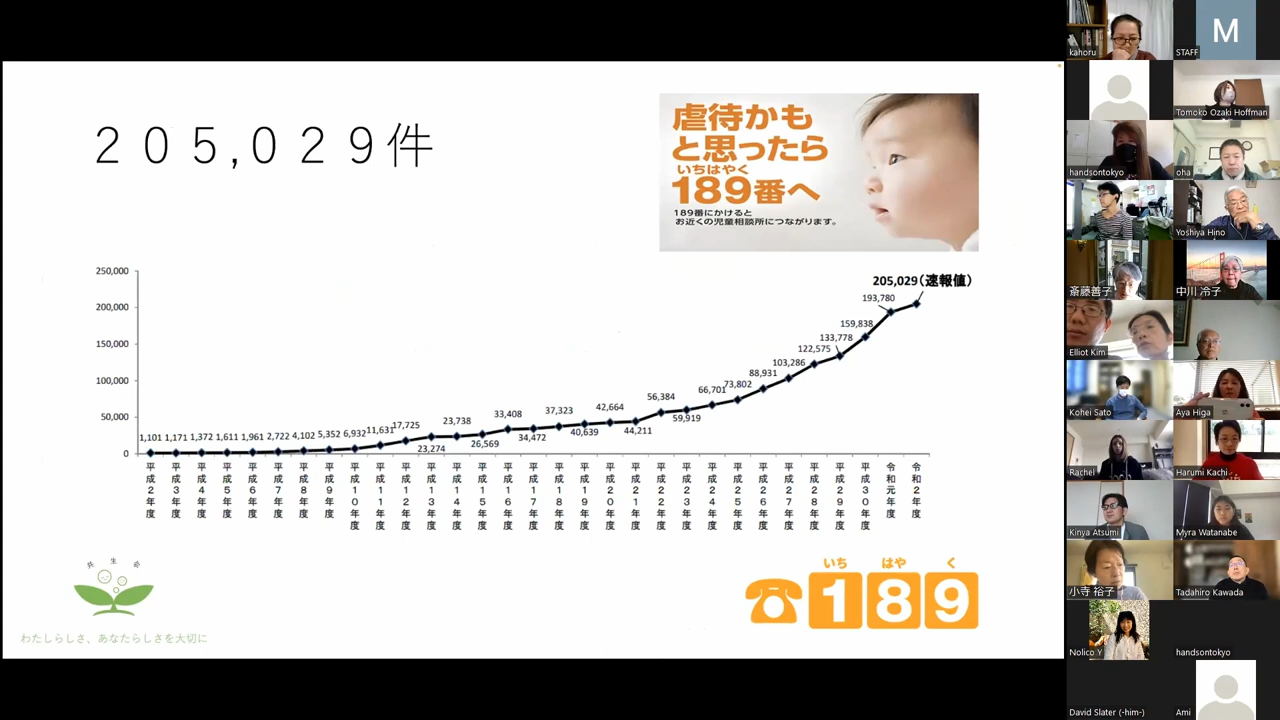 ２０５,０２９件
虐待かも
と思ったら
いちはやく
189番へ
189番にかけると
お近くの児童相談所につながります。
250,000
200,000
150,000
100,000
50,000
0
1,101
1,171
1,372
1,611
1,961
2,722
4,102
5,352
6,932
11,631
17,725
23,274
23,738
26,569
33,408
34,472
37,323
40,639
42,664
44,211
56,384
59,919
66,701
73,802
88,931
103,286
122,575
133,778
159,838
193,780
205,029(速報値)
平成2年度
平成3年度
平成4年度
平成5年度
平成6年度
平成7年度
平成8年度
平成9年度
平成10年度
平成11年度
平成12年度
平成13年度
平成14年度
平成15年度
平成16年度
平成17年度
平成18年度
平成19年度
平成20年度
平成21年度
平成22年度
平成23年度
平成24年度
平成25年度
平成26年度
平成27年度
平成28年度
平成29年度
平成30年度
令和元年度
令和2年度
共生会
わたしらしさ、あなたらしさを大切に
いち はや く
189
kahoru
M
STAFF
Tomoko Ozaki Hoffman
handsontokyo
oha
Yoshiya Hino
斎藤善子
中川 冷子
Elliot Kim
Kohei Sato
Aya Higa
Rachel
Harumi Kachi
Kinya Atsumi
Myra Watanabe
小寺 裕子
Tadahiro Kawada
Nolico Y
handsontokyo
David Slater (-him-)
Ami